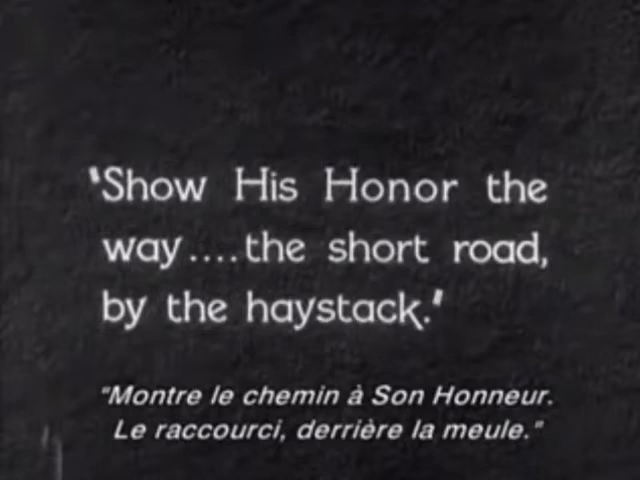 "Show His Honor the
way....the short road,
by the haystack."
"Montre le chemin à Son Honneur.
Le raccourci, derrière la meule."